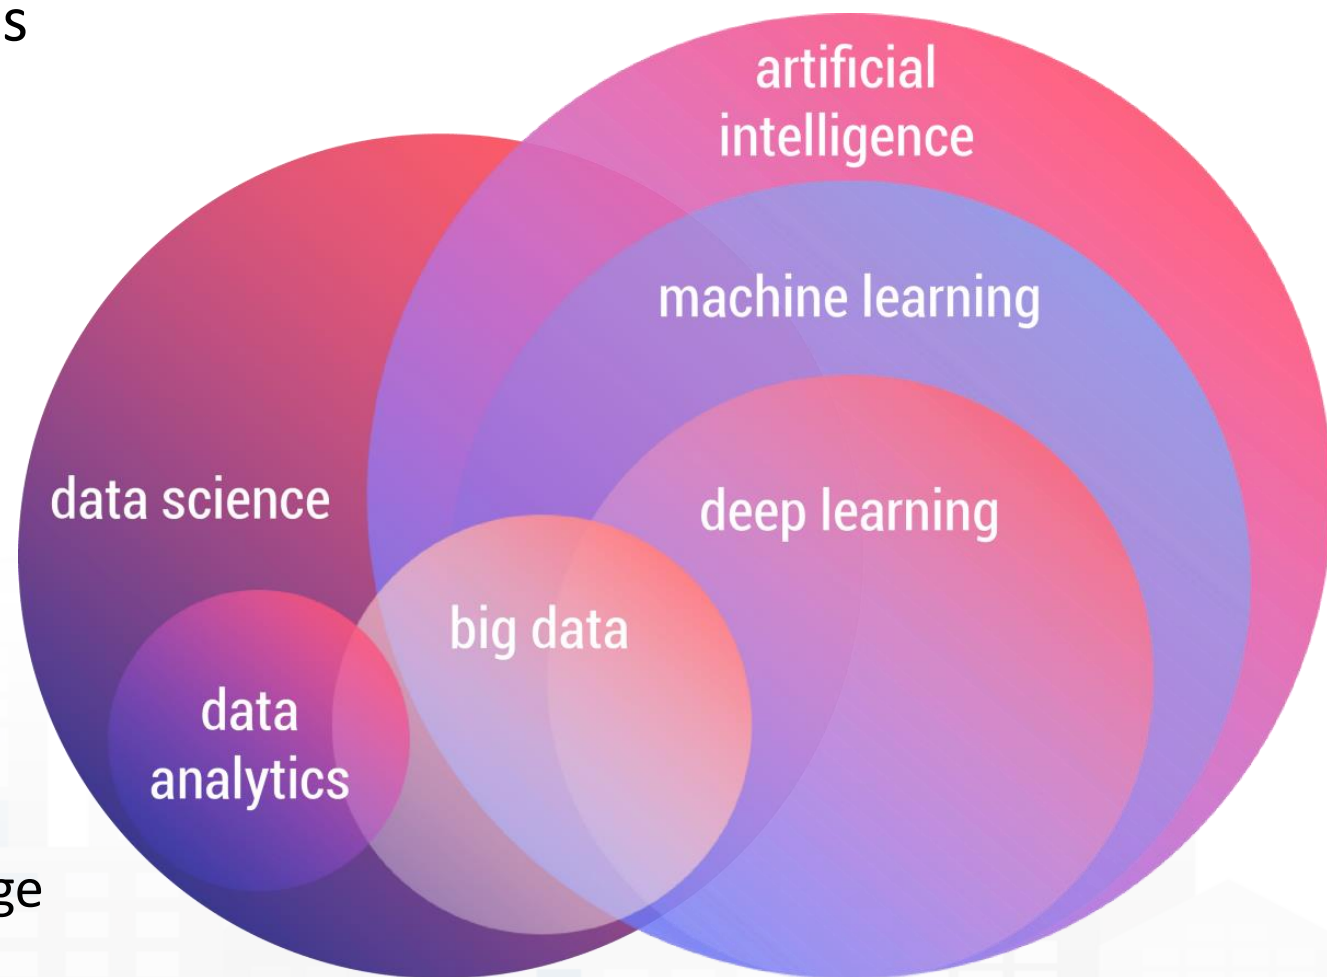 s
artificial
intelligence
machine learning
data science
deep learning
big data
data
analytics
ge